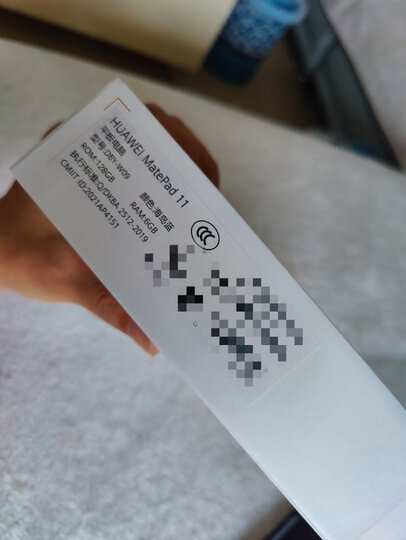 HUAWEI MatePad 11
平板电脑
型号:DBY-W09 颜色:海岛蓝
ROM:128GB RAM:6GB
执行标准:Q/DKBA 2512-2019
CMIIT ID:2021AP4151